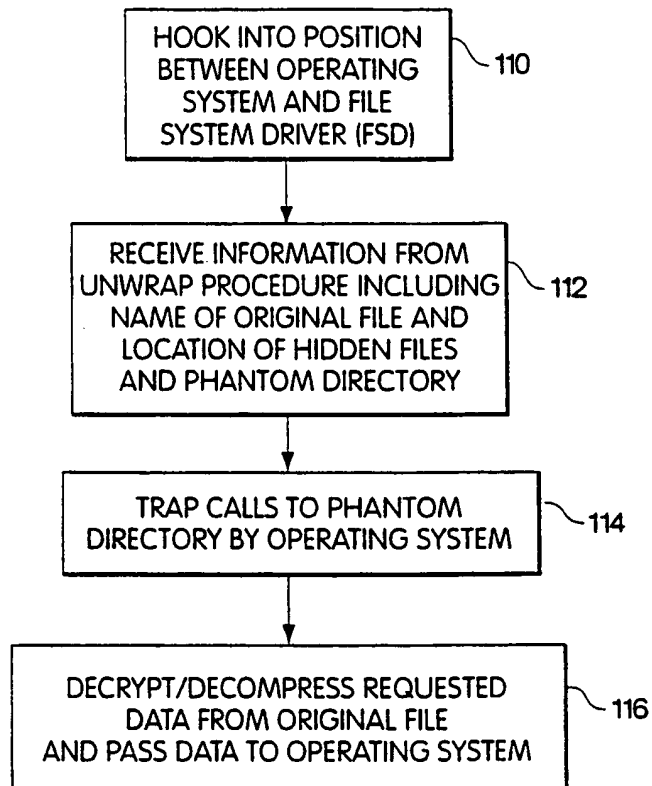 HOOK INTO POSITION
BETWEEN OPERATING
SYSTEM AND FILE
SYSTEM DRIVER (FSD)
110
RECEIVE INFORMATION FROM
UNWRAP PROCEDURE INCLUDING
NAME OF ORIGINAL FILE AND
LOCATION OF HIDDEN FILES
AND PHANTOM DIRECTORY
112
TRAP CALLS TO PHANTOM
DIRECTORY BY OPERATING SYSTEM
114
DECRYPT/DECOMPRESS REQUESTED
DATA FROM ORIGINAL FILE
AND PASS DATA TO OPERATING SYSTEM
116